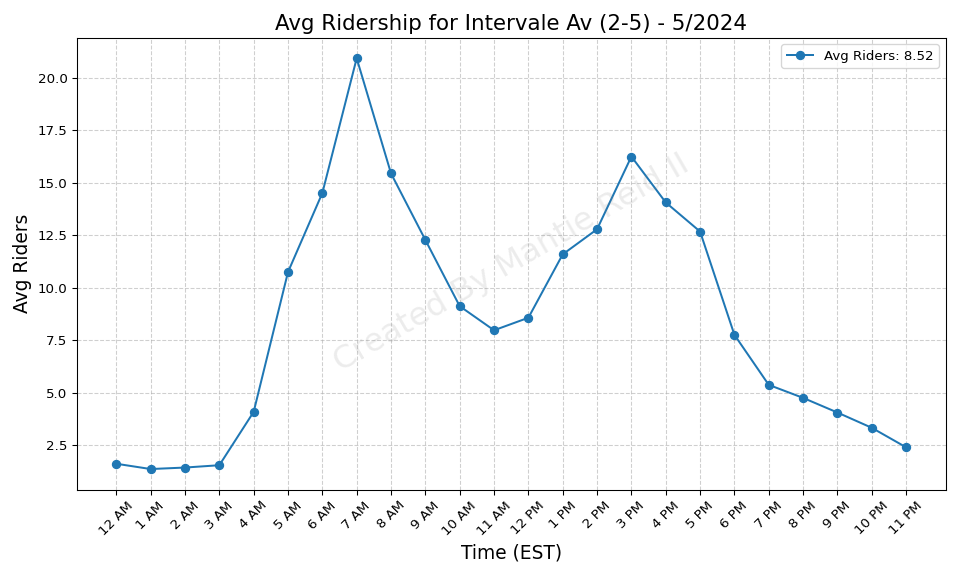 Avg Ridership for Intervale Av (2-5) - 5/2024
Avg Riders: 8.52
Avg Riders
20.0
17.5
15.0
12.5
10.0
7.5
5.0
2.5
Created By Mantie Reid II
12 AM
1 AM
2 AM
3 AM
4 AM
5 AM
6 AM
7 AM
8 AM
9 AM
10 AM
11 AM
12 PM
1 PM
2 PM
3 PM
4 PM
5 PM
6 PM
7 PM
8 PM
9 PM
10 PM
11 PM
Time (EST)